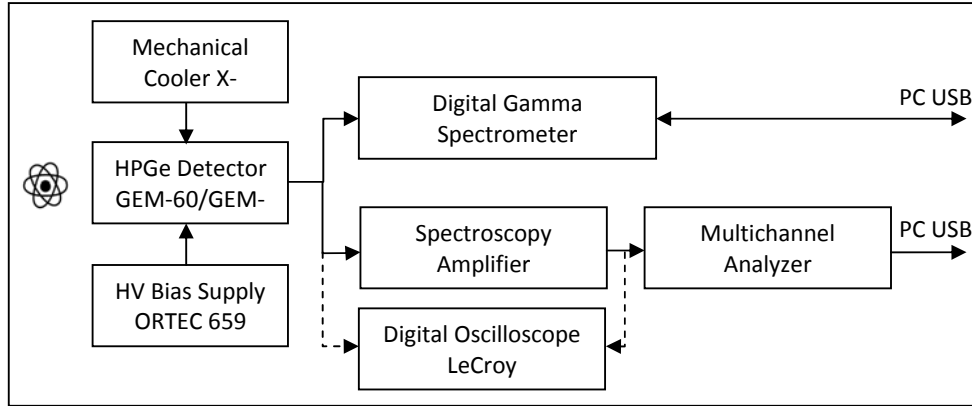 Mechanical
Cooler X-
HPGe Detector
GEM-60/GEM-
HV Bias Supply
ORTEC 659
Digital Gamma
Spectrometer
PC USB
Spectroscopy
Amplifier
Multichannel
Analyzer
PC USB
Digital Oscilloscope
LeCroy